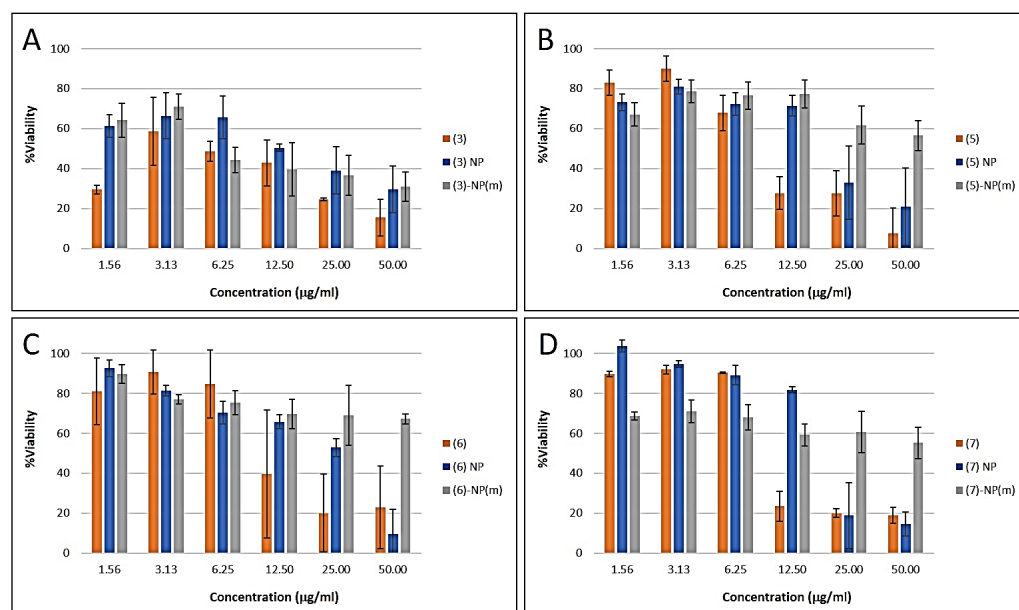 A
%Viability
100
80
60
40
20
0
1.56 3.13 6.25 12.50 25.00 50.00
Concentration (µg/ml)
(3)
(3) NP
(3)-NP(m)
B
%Viability
100
80
60
40
20
0
1.56 3.13 6.25 12.50 25.00 50.00
Concentration (µg/ml)
(5)
(5) NP
(5)-NP(m)
C
%Viability
100
80
60
40
20
0
1.56 3.13 6.25 12.50 25.00 50.00
Concentration (µg/ml)
(6)
(6) NP
(6)-NP(m)
D
%Viability
100
80
60
40
20
0
1.56 3.13 6.25 12.50 25.00 50.00
Concentration (µg/ml)
(7)
(7) NP
(7)-NP(m)